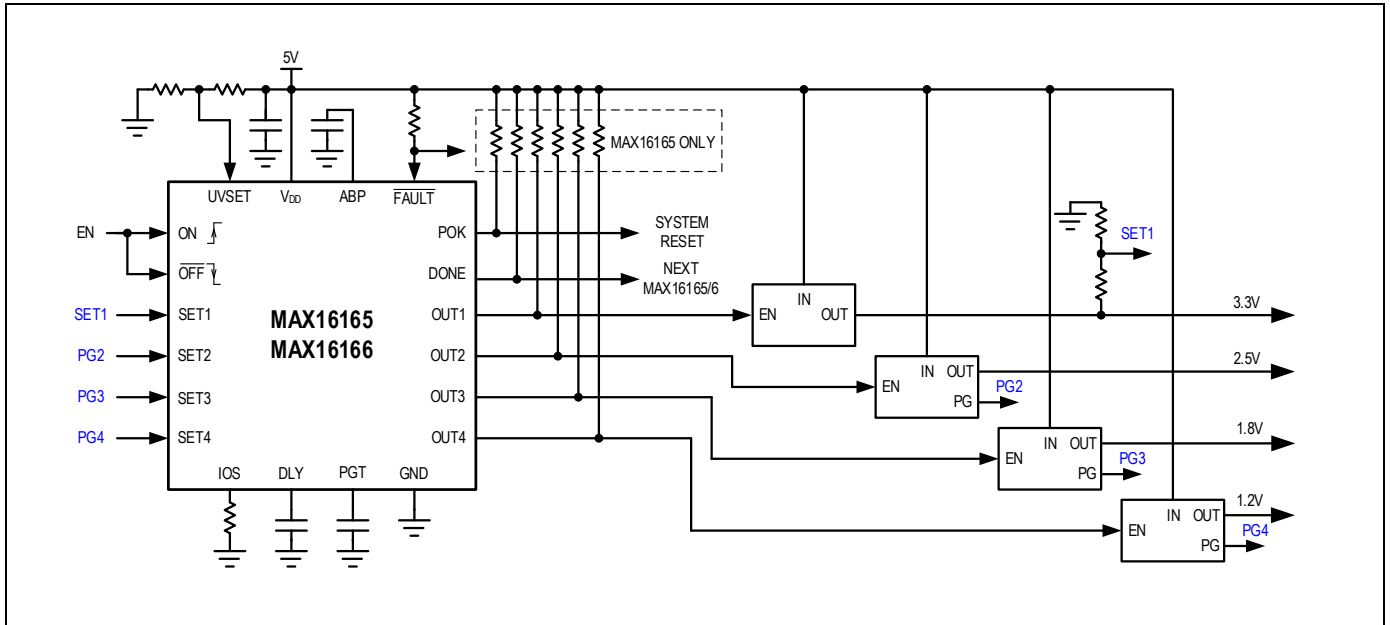 5V
MAX16165 ONLY
UVSET
VDD
ABP
FAULT
EN
ON
OFF
SET1
SET1
PG2
SET2
PG3
SET3
PG4
SET4
MAX16165
MAX16166
POK
DONE
OUT1
OUT2
OUT3
OUT4
IOS
DLY
PGT
GND
SYSTEM
RESET
NEXT
MAX16165/6
SET1
IN
EN
OUT
3.3V
IN
OUT
EN
PG
PG2
2.5V
IN
OUT
EN
PG
PG3
1.8V
IN
OUT
EN
PG
PG4
1.2V